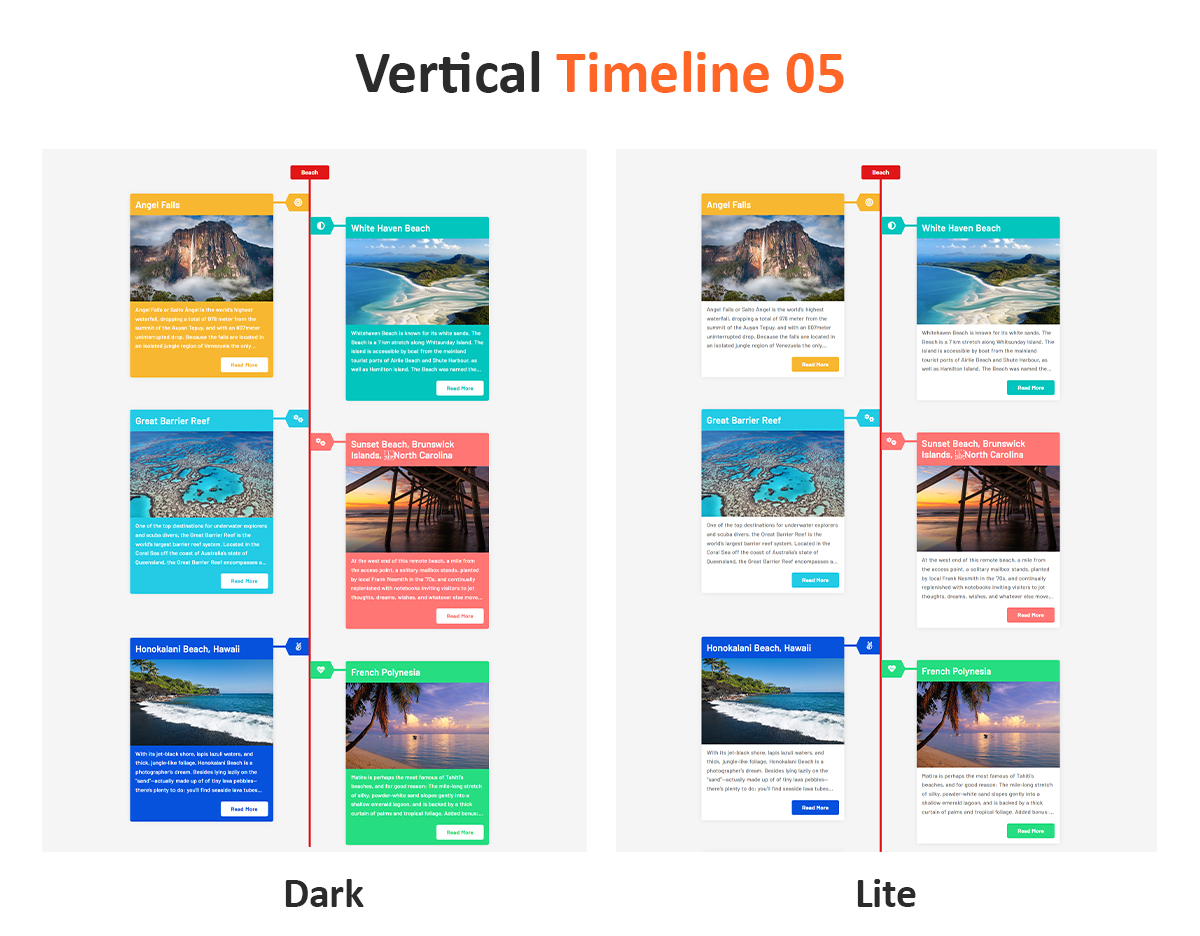 Vertical Timeline 05
Beach
Angel Falls
Angel Falls or Salto Ángel is the world's highest
waterfall, dropping a total of 978 meter from the
summit of the Auyan Tepuy, and with an 807meter
uninterrupted drop. Because the falls are located in
an isolated jungle region of Venezuela the only...
Read More
White Haven Beach
Whitehaven Beach is known for its white sands. The
Beach is a 7 km stretch along Whitsunday Island. The
island is accessible by boat from the mainland
tourist ports of Airlie Beach and Shute Harbour, as
well as Hamilton Island. The Beach was named the...
Read More
Great Barrier Reef
One of the top destinations for underwater explorers
and scuba divers, the Great Barrier Reef is the
world's largest barrier reef system. Located in the
Coral Sea off the coast of Australia's state of
Queensland, the Great Barrier Reef encompasses a...
Read More
Sunset Beach, Brunswick
Islands, North Carolina
At the west end of this remote beach, a mile from
the access point, a solitary mailbox stands, planted
by local Frank Nesmith in the '70s, and continually
replenished with notebooks inviting visitors to jot
thoughts, dreams, wishes, and whatever else move...
Read More
Honokalani Beach, Hawaii
With its jet-black shore, lapis lazuli waters, and
thick, jungle-like foliage, Honokalani Beach is a
photographer's dream. Besides lying lazily on the
"sand"—actually made up of of tiny lava pebbles—
there's plenty to do: you'll find seaside lava tubes...
Read More
French Polynesia
Matira is perhaps the most famous of Tahiti's
beaches, and for good reason: The mile-long stretch
of silky, powder-white sand slopes gently into a
shallow emerald lagoon, and is backed by a thick
curtain of palms and tropical foliage. Added bonus:...
Read More
Dark
Beach
Angel Falls
Angel Falls or Salto Ángel is the world's highest
waterfall, dropping a total of 978 meter from the
summit of the Auyan Tepuy, and with an 807meter
uninterrupted drop. Because the falls are located in
an isolated jungle region of Venezuela the only...
Read More
White Haven Beach
Whitehaven Beach is known for its white sands. The
Beach is a 7 km stretch along Whitsunday Island. The
island is accessible by boat from the mainland
tourist ports of Airlie Beach and Shute Harbour, as
well as Hamilton Island. The Beach was named the...
Read More
Great Barrier Reef
One of the top destinations for underwater explorers
and scuba divers, the Great Barrier Reef is the
world's largest barrier reef system. Located in the
Coral Sea off the coast of Australia's state of
Queensland, the Great Barrier Reef encompasses a...
Read More
Sunset Beach, Brunswick
Islands, North Carolina
At the west end of this remote beach, a mile from
the access point, a solitary mailbox stands, planted
by local Frank Nesmith in the '70s, and continually
replenished with notebooks inviting visitors to jot
thoughts, dreams, wishes, and whatever else move...
Read More
Honokalani Beach, Hawaii
With its jet-black shore, lapis lazuli waters, and
thick, jungle-like foliage, Honokalani Beach is a
photographer's dream. Besides lying lazily on the
"sand"—actually made up of of tiny lava pebbles—
there's plenty to do: you'll find seaside lava tubes...
Read More
French Polynesia
Matira is perhaps the most famous of Tahiti's
beaches, and for good reason: The mile-long stretch
of silky, powder-white sand slopes gently into a
shallow emerald lagoon, and is backed by a thick
curtain of palms and tropical foliage. Added bonus:...
Read More
Lite